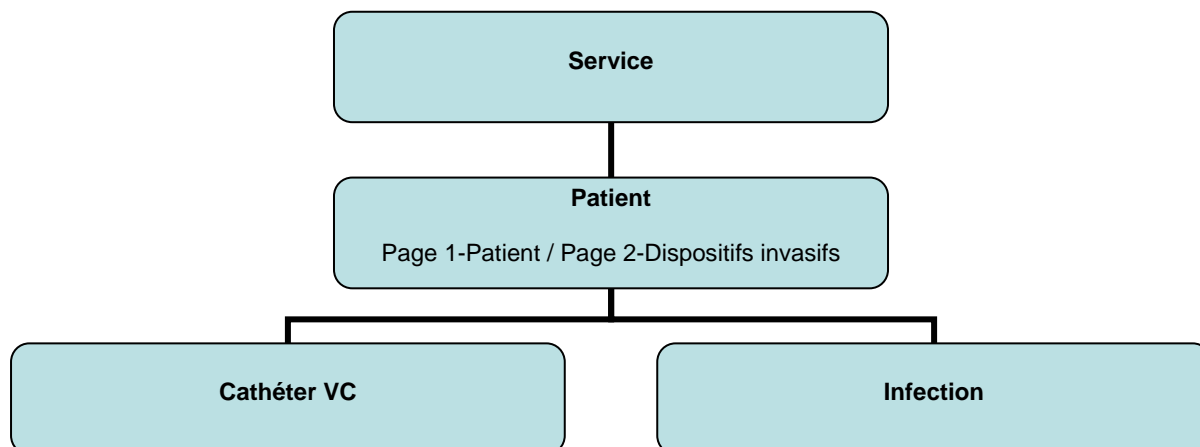 Service
Patient
Page 1-Patient / Page 2-Dispositifs invasifs
Cathéter VC
Infection